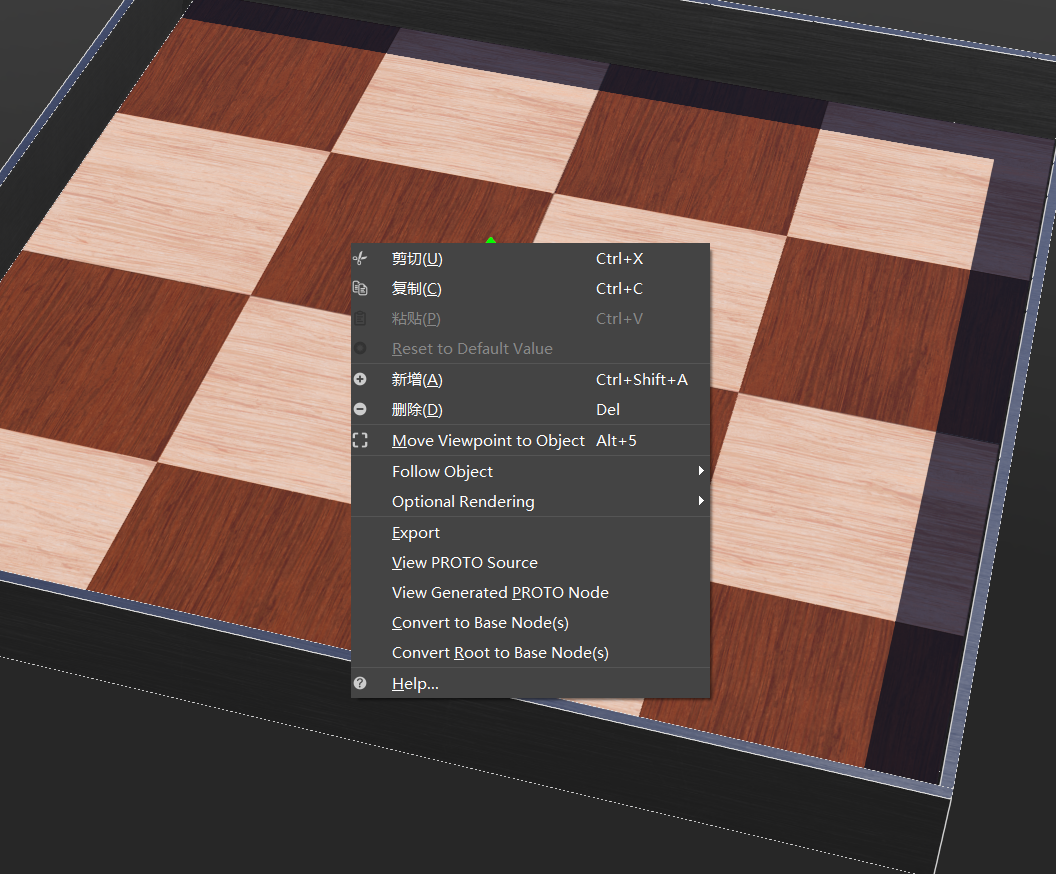 剪切(U) Ctrl+X
复制(C) Ctrl+C
粘贴(P) Ctrl+V
Reset to Default Value
新增(A) Ctrl+Shift+A
删除(D) Del
Move Viewpoint to Object Alt+5
Follow Object
Optional Rendering
Export
View PROTO Source
View Generated PROTO Node
Convert to Base Node(s)
Convert Root to Base Node(s)
Help...